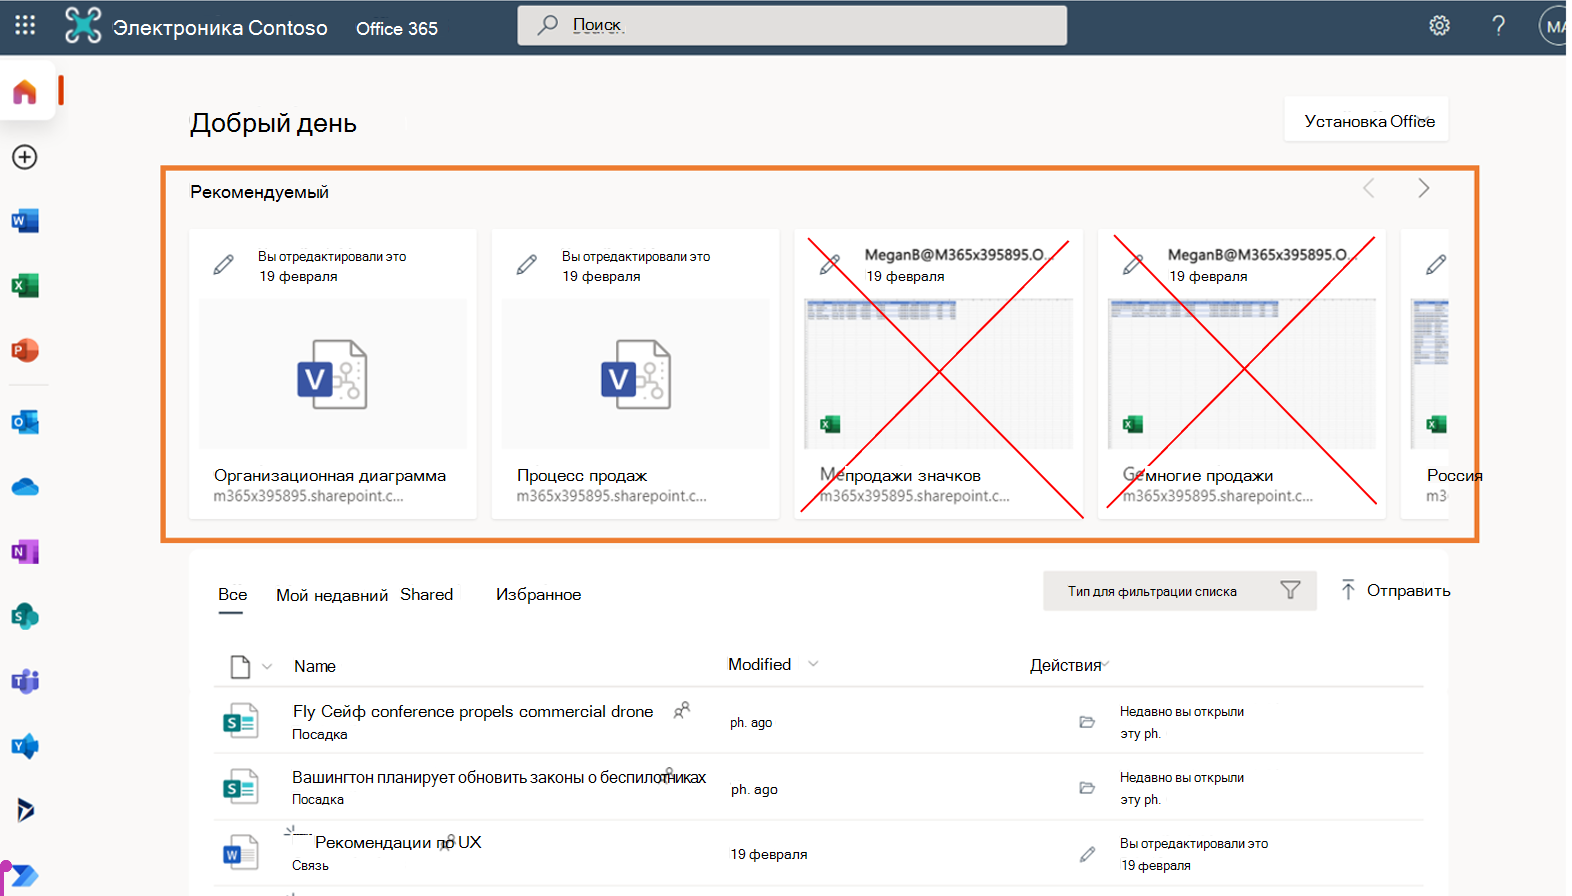 Электроника Contoso
Office 365
Поиск
MA
Добрый день
Установка Office
Рекомендуемый
Вы отредактировали это
19 февраля
Организационная диаграмма
m365x395895.sharepoint.c...
Вы отредактировали это
19 февраля
Процесс продаж
m365x395895.sharepoint.c...
MeganB@M365x395895.O...
19 февраля
Меpодажи значков
m365x395895.sharepoint.c...
MeganB@M365x395895.O...
19 февраля
Geмногие продажи
m365x395895.sharepoint.c...
Россия
m3
Все
Мой недавний
Shared
Избранное
Тип для фильтрации списка
Отправить
Name
Modified
Действия
Fly Сейф conference propels commercial drone
Посадка
ph. ago
Недавно вы открыли
эту ph.
Вашингтон планирует обновить законы о беспилотниках
Посадка
ph. ago
Недавно вы открыли
эту ph.
Рекомендации по UX
Связь
19 февраля
Вы отредактировали это
19 февраля